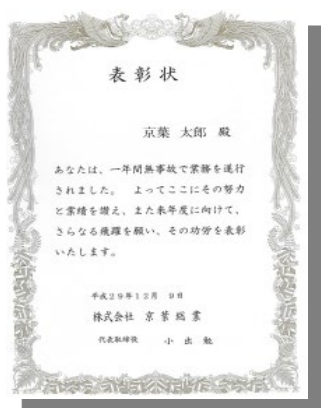 表彰状
京葉 太郎 殿
あなたは、一年間無事故で業務を遂行
されました。 よってここにその努力
と業績を讃え、また来年度に向けて、
さらなる飛躍を願い、その功労を表彰
いたします。
平成29年12月 9日
株式会社 京葉総業
代表取締役 小出 勉